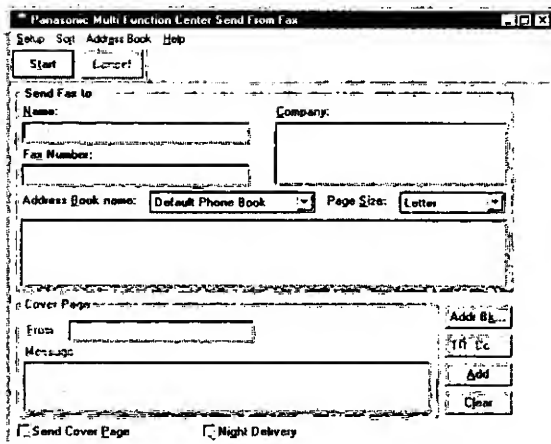 Panasonic Multi Function Center Send From Fax
Setup Sort Address Book Help
Start Cancel
Send Fax to
Name: Company:
Fax Number:
Address Book name: Default Phone Book Page Size: Letter
Cover Page
From
Message
Addr Bk...
Add
Clear
Send Cover Page Night Delivery